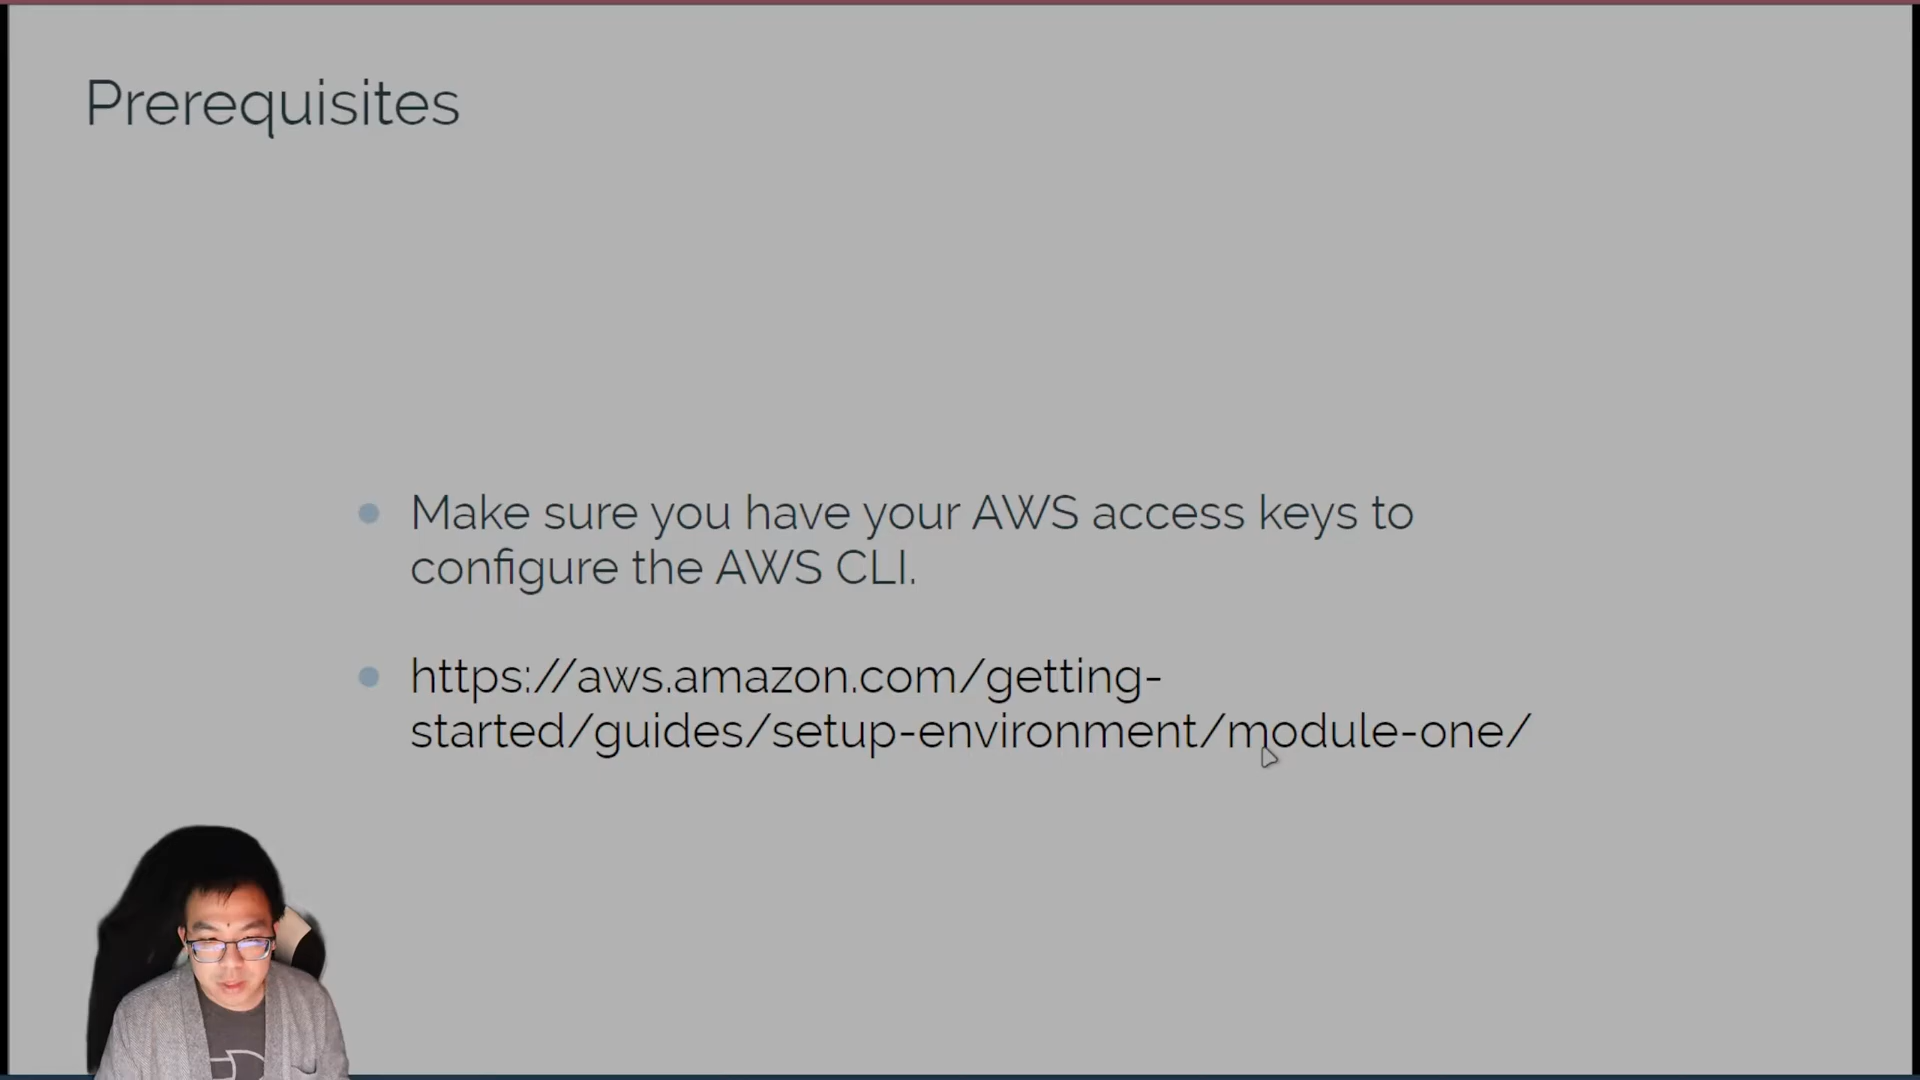 Prerequisites
Make sure you have your AWS access keys to
configure the AWS CLI.
https://aws.amazon.com/getting-
started/guides/setup-environment/module-one/